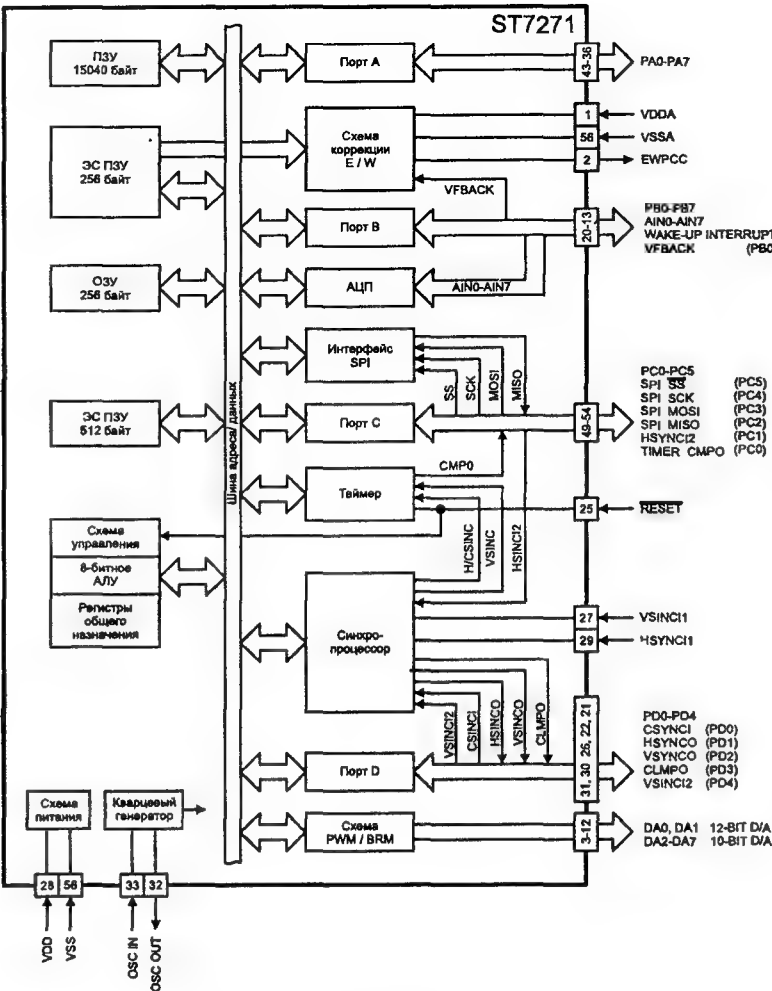 ST7271
ПЗУ
15040 байт
Порт A
43-36
PA0-PA7
ЭС ПЗУ
256 байт
Схема
коррекции
E / W
1
VDDA
56
VSSA
2
EWPCC
VFBACK
Порт B
20-13
PB0-PB7
AIN0-AIN7
WAKE-UP INTERRUPT
VFBACK (PB0
ОЗУ
256 байт
АЦП
AIN0-AIN7
Интерфейс
SPI
SS
SCK
MOSI
MISO
ЭС ПЗУ
512 байт
Шина адреса/ данных
Порт C
49-54
PC0-PC5
SPI SS (PC5)
SPI SCK (PC4)
SPI MOSI (PC3)
SPI MISO (PC2)
HSYNCI2 (PC1)
TIMER CMPO (PC0)
CMP0
Таймер
25
RESET
H/CSINC
VSINC
HSINCI2
Схема
управления
8-битное
АЛУ
Регистры
общего
назначения
Синхро-
процессор
27
VSINCI1
29
HSYNCI1
VSINCI2
CSINCI
HSINCO
VSINCO
CLMPO
Порт D
31, 30 26, 22, 21
PD0-PD4
CSYNCI (PD0)
HSYNCO (PD1)
VSYNCO (PD2)
CLMPO (PD3)
VSINCI2 (PD4)
Схема
питания
Кварцевый
генератор
Схема
PWM / BRM
3-12
DA0, DA1 12-BIT D/A
DA2-DA7 10-BIT D/A
28
56
33
32
VDD
VSS
OSC IN
OSC OUT